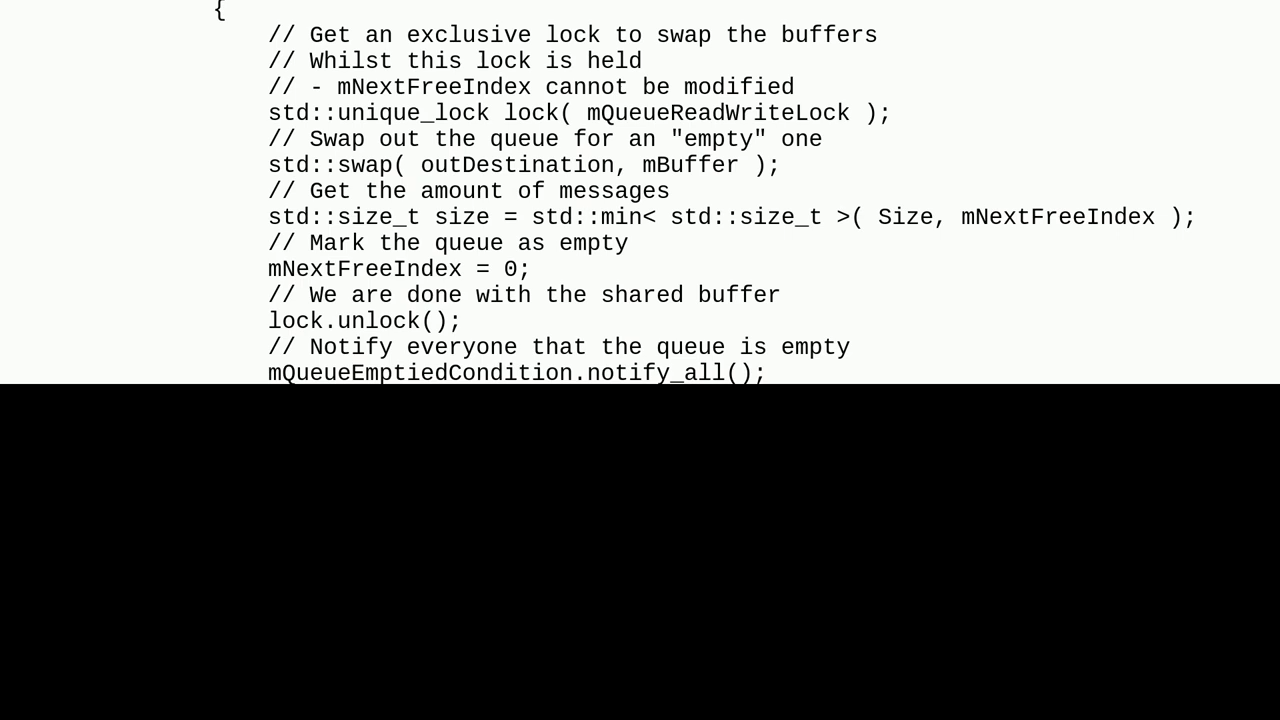 {
// Get an exclusive lock to swap the buffers
// Whilst this lock is held
// - mNextFreeIndex cannot be modified
std::unique_lock lock( mQueueReadWriteLock );
// Swap out the queue for an "empty" one
std::swap( outDestination, mBuffer );
// Get the amount of messages
std::size_t size = std::min< std::size_t >( Size, mNextFreeIndex );
// Mark the queue as empty
mNextFreeIndex = 0;
// We are done with the shared buffer
lock.unlock();
// Notify everyone that the queue is empty
mQueueEmptiedCondition.notify_all();